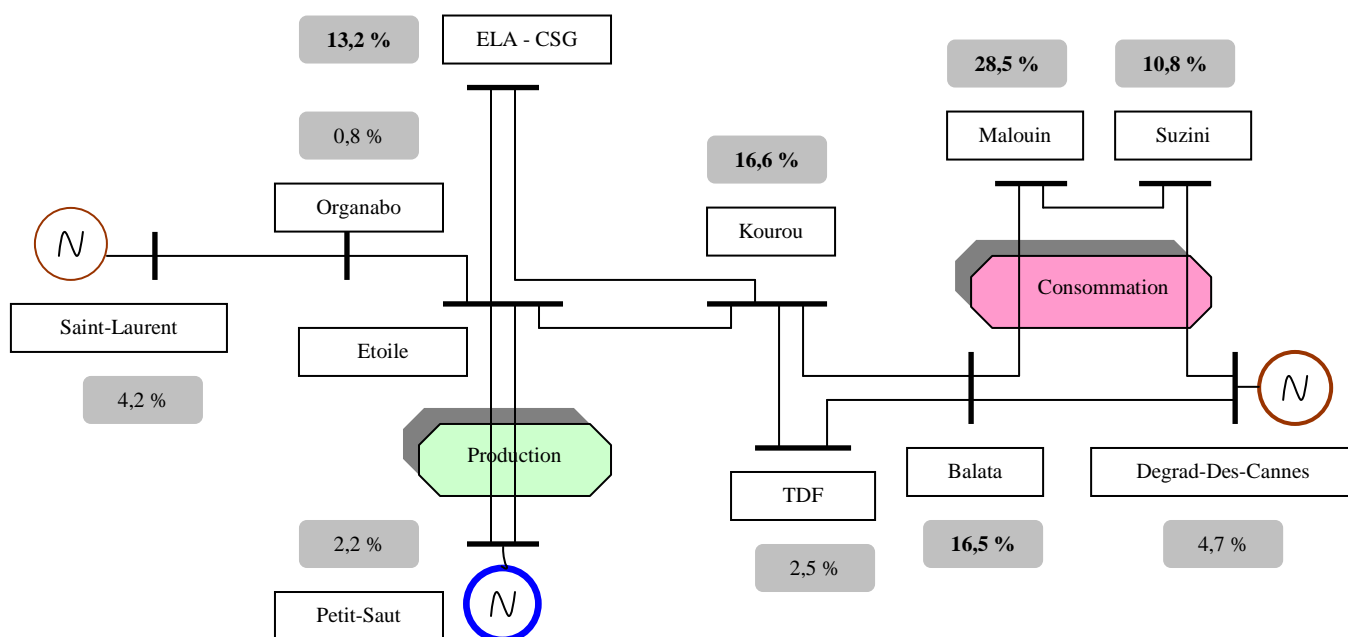 13,2 %
ELA - CSG
28,5 %
10,8 %
0,8 %
Malouin
Suzini
16,6 %
Organabo
Kourou
Consommation
Saint-Laurent
Etoile
4,2 %
Production
TDF
Balata
Degrad-Des-Cannes
2,2 %
2,5 %
16,5 %
4,7 %
Petit-Saut